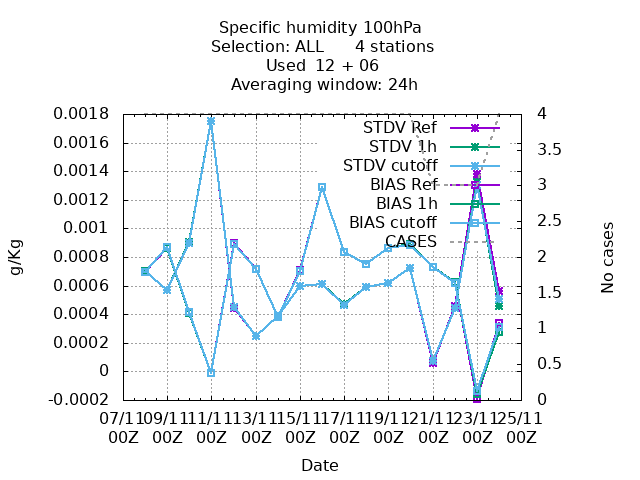 Specific humidity 100hPa
Selection: ALL 4 stations
Used 12 + 06
Averaging window: 24h
0.0018
0.0016
0.0014
0.0012
0.001
0.0008
0.0006
0.0004
0.0002
0
-0.0002
g/Kg
STDV Ref
STDV 1h
STDV cutoff
BIAS Ref
BIAS 1h
BIAS cutoff
CASES
4
3.5
3
2.5
2
1.5
1
0.5
0
No cases
07/11 09/11 11/11 13/11 15/11 17/11 19/11 21/11 23/11 25/11
00Z 00Z 00Z 00Z 00Z 00Z 00Z 00Z 00Z 00Z
Date